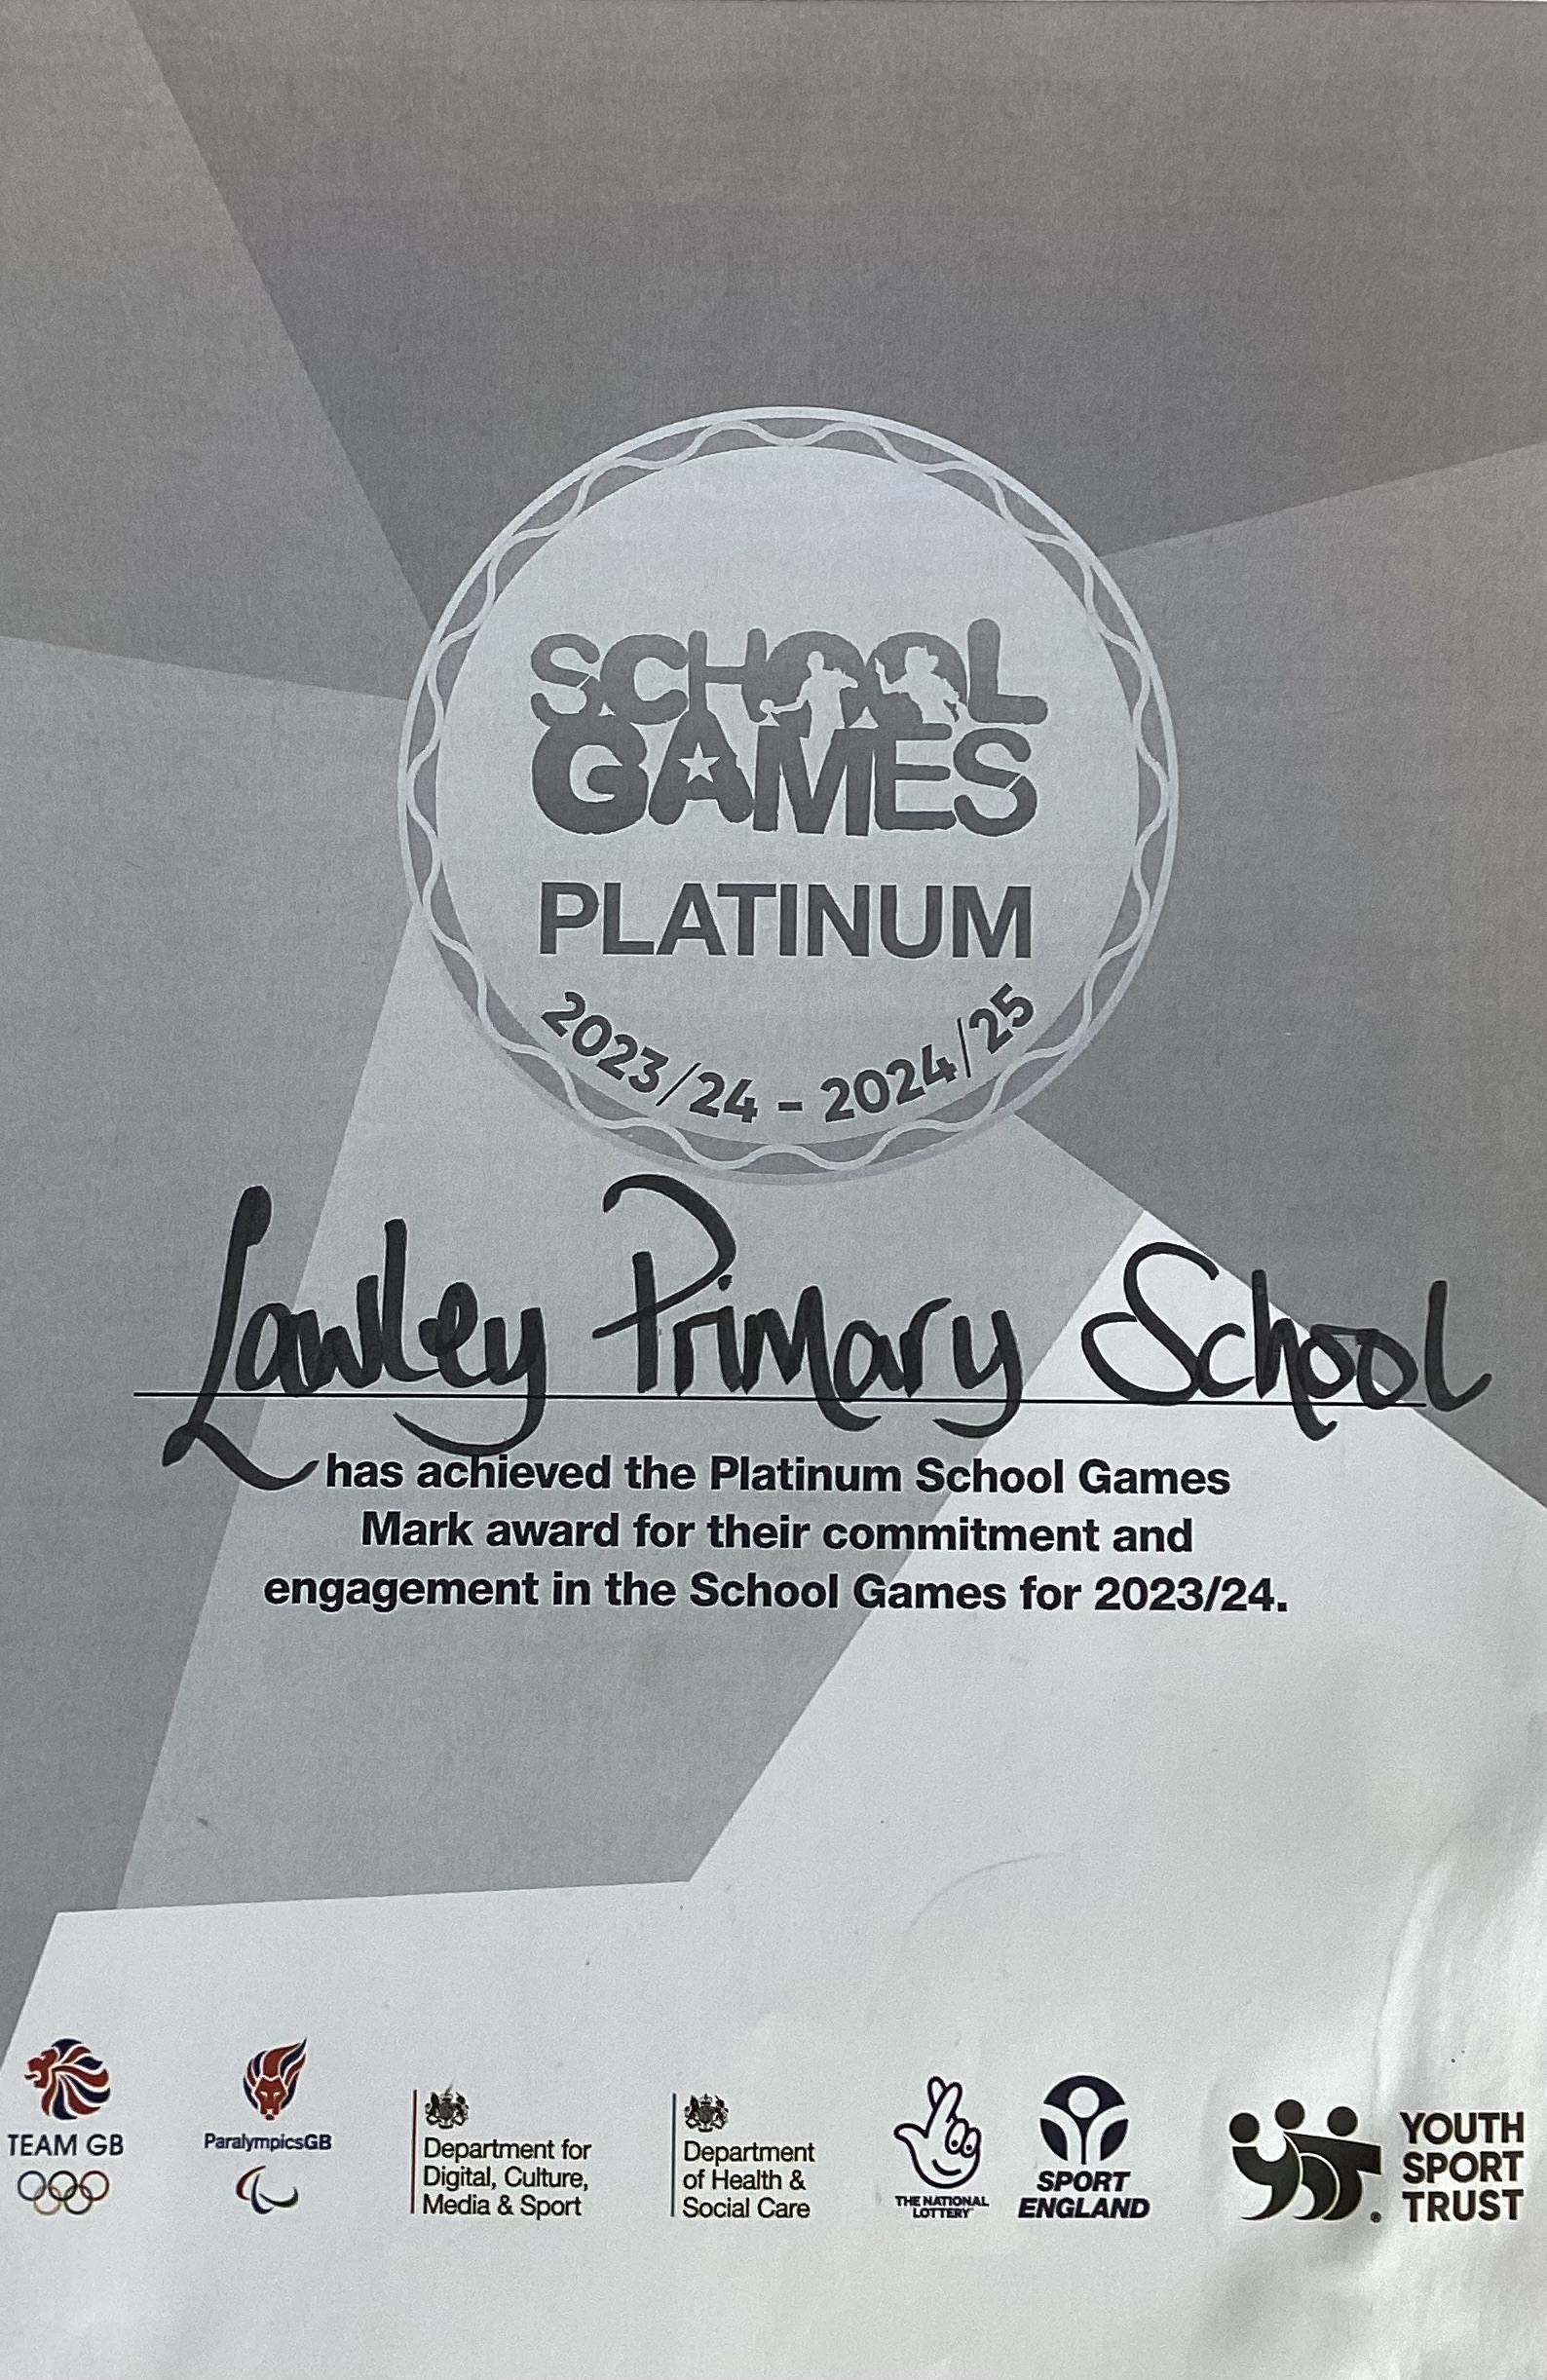 SCHOOL
GAMES
PLATINUM
2023/24 - 2024/25
Lawley Primary School
has achieved the Platinum School Games
Mark award for their commitment and
engagement in the School Games for 2023/24.
TEAM GB
ParalympicsGB
Department for
Digital, Culture,
Media & Sport
Department
of Health &
Social Care
THE NATIONAL
LOTTERY
SPORT
ENGLAND
YOUTH
SPORT
TRUST